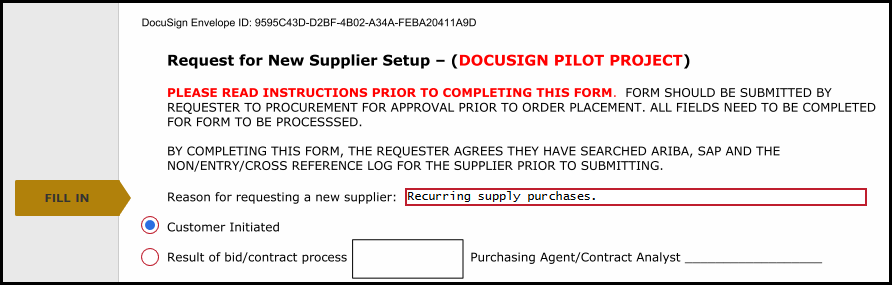 DocuSign Envelope ID: 9595C43D-D2BF-4B02-A34A-FEBA20411A9D
Request for New Supplier Setup – (DOCUSIGN PILOT PROJECT)
PLEASE READ INSTRUCTIONS PRIOR TO COMPLETING THIS FORM. FORM SHOULD BE SUBMITTED BY
REQUESTER TO PROCUREMENT FOR APPROVAL PRIOR TO ORDER PLACEMENT. ALL FIELDS NEED TO BE COMPLETED
FOR FORM TO BE PROCESSSED.
BY COMPLETING THIS FORM, THE REQUESTER AGREES THEY HAVE SEARCHED ARIBA, SAP AND THE
NON/ENTRY/CROSS REFERENCE LOG FOR THE SUPPLIER PRIOR TO SUBMITTING.
FILL IN Reason for requesting a new supplier: Recurring supply purchases.
Customer Initiated
Result of bid/contract process Purchasing Agent/Contract Analyst ____________________